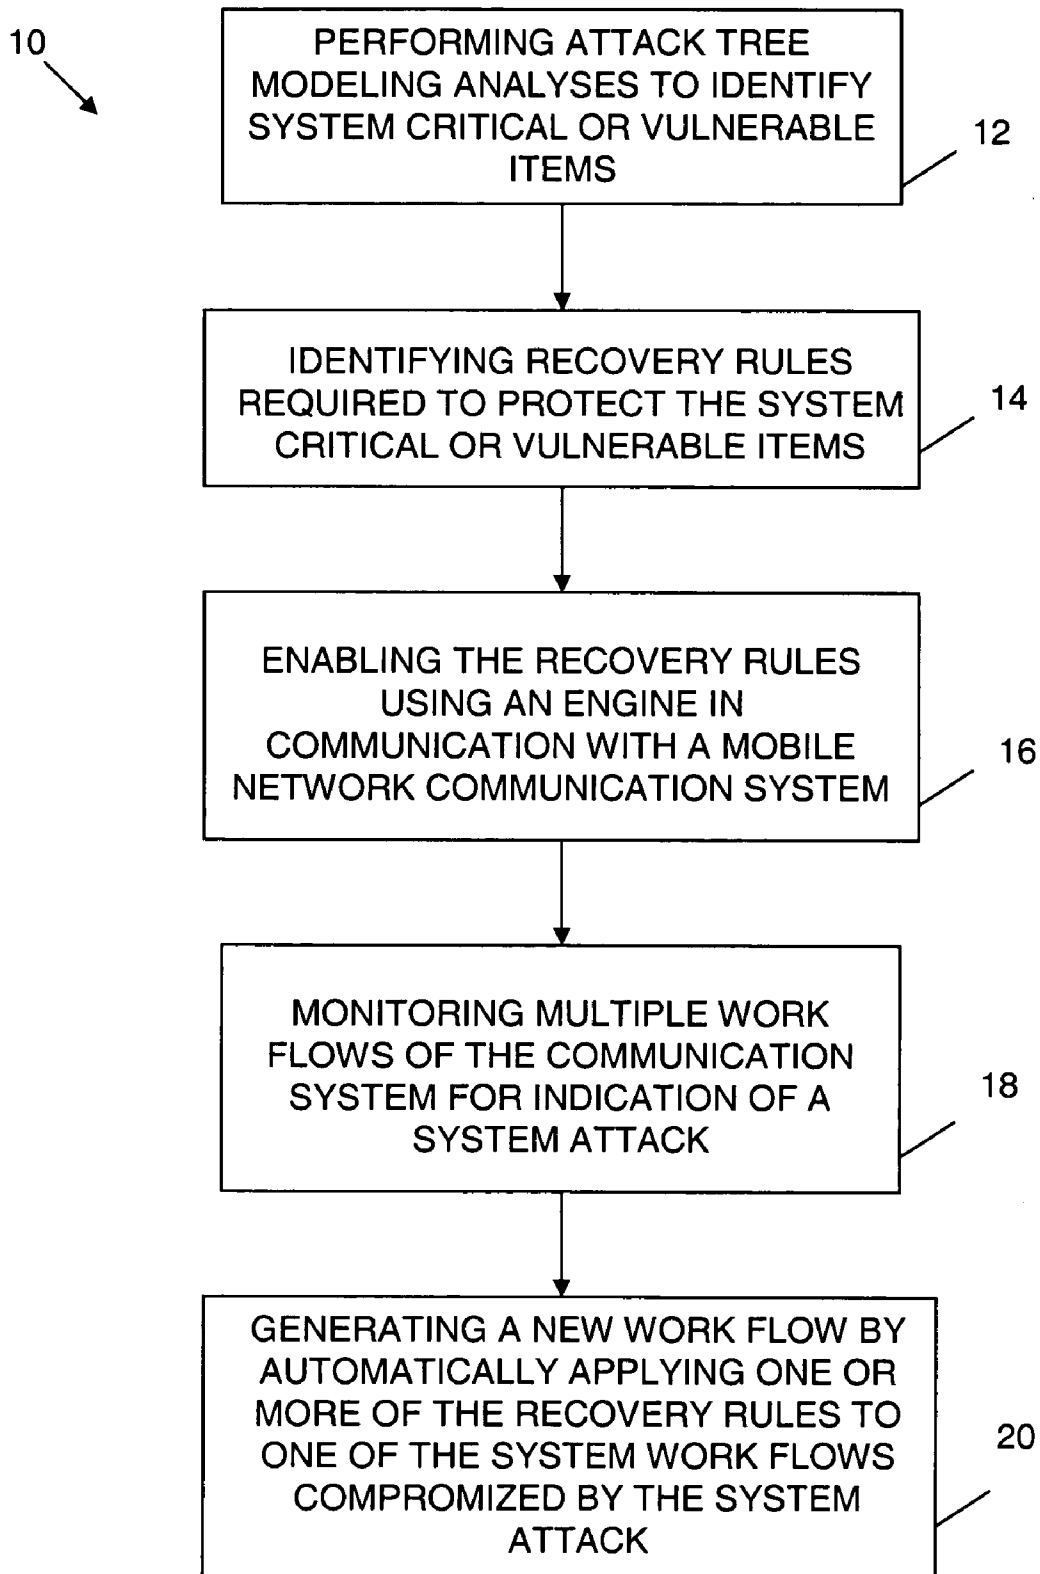 10
PERFORMING ATTACK TREE
MODELING ANALYSES TO IDENTIFY
SYSTEM CRITICAL OR VULNERABLE
ITEMS
12
IDENTIFYING RECOVERY RULES
REQUIRED TO PROTECT THE SYSTEM
CRITICAL OR VULNERABLE ITEMS
14
ENABLING THE RECOVERY RULES
USING AN ENGINE IN
COMMUNICATION WITH A MOBILE
NETWORK COMMUNICATION SYSTEM
16
MONITORING MULTIPLE WORK
FLOWS OF THE COMMUNICATION
SYSTEM FOR INDICATION OF A
SYSTEM ATTACK
18
GENERATING A NEW WORK FLOW BY
AUTOMATICALLY APPLYING ONE OR
MORE OF THE RECOVERY RULES TO
ONE OF THE SYSTEM WORK FLOWS
COMPROMIZED BY THE SYSTEM
ATTACK
20